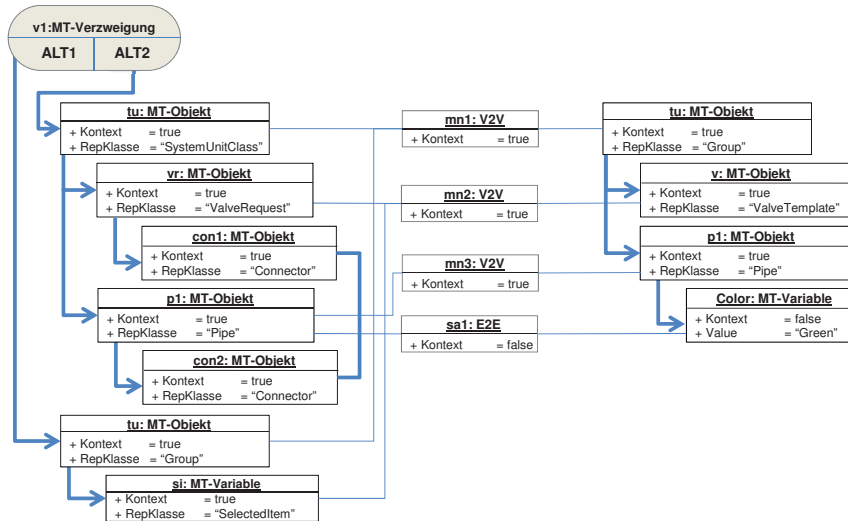 v1:MT-Verzweigung
ALT1 ALT2
tu: MT-Objekt
+ Kontext = true
+ RepKlasse = “SystemUnitClass”
vr: MT-Objekt
+ Kontext = true
+ RepKlasse = “ValveRequest”
con1: MT-Objekt
+ Kontext = true
+ RepKlasse = “Connector”
p1: MT-Objekt
+ Kontext = true
+ RepKlasse = “Pipe”
con2: MT-Objekt
+ Kontext = true
+ RepKlasse = “Connector”
tu: MT-Objekt
+ Kontext = true
+ RepKlasse = “Group”
si: MT-Variable
+ Kontext = true
+ RepKlasse = “SelectedItem”
mn1: V2V
+ Kontext = true
mn2: V2V
+ Kontext = true
mn3: V2V
+ Kontext = true
sa1: E2E
+ Kontext = false
tu: MT-Objekt
+ Kontext = true
+ RepKlasse = “Group”
v: MT-Objekt
+ Kontext = true
+ RepKlasse = “ValveTemplate”
p1: MT-Objekt
+ Kontext = true
+ RepKlasse = “Pipe”
Color: MT-Variable
+ Kontext = false
+ Value = “Green”